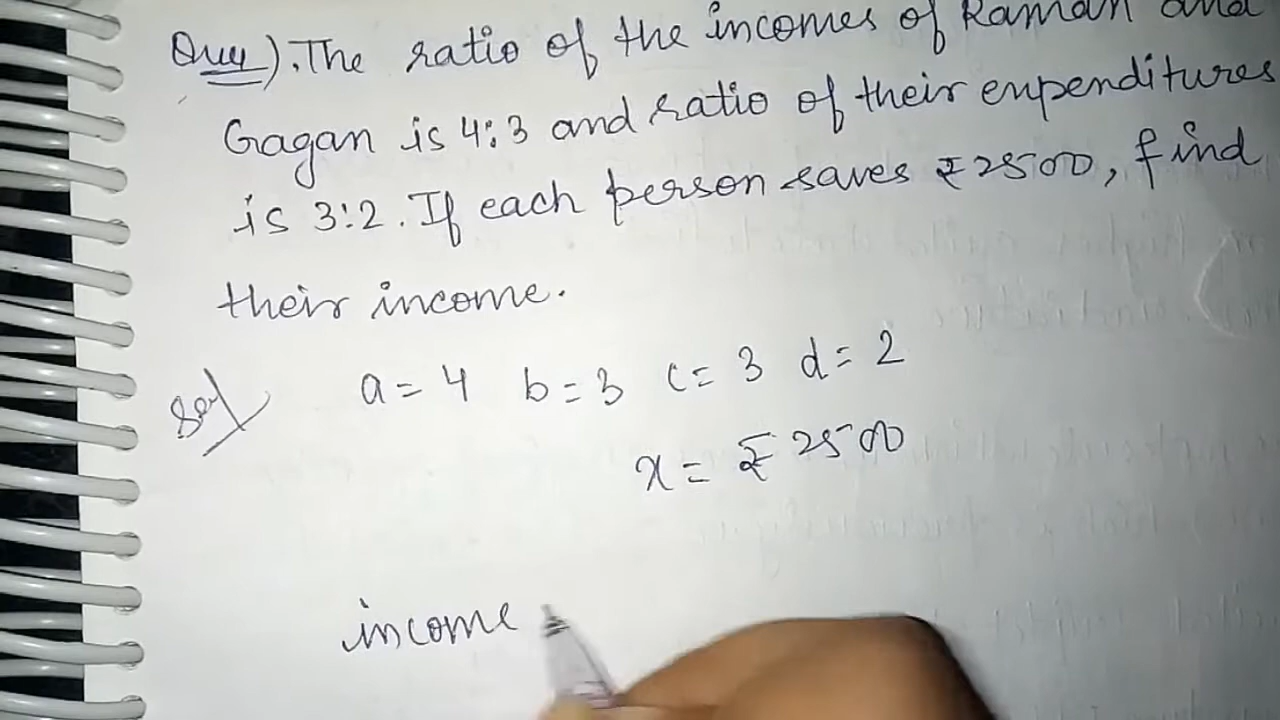 Ques). The ratio of the incomes of Raman and
Gagan is 4:3 and ratio of their expenditures
is 3:2. If each person saves ₹2500, find
their income.
Sol
a = 4 b = 3 c = 3 d = 2
x = ₹ 2500
income